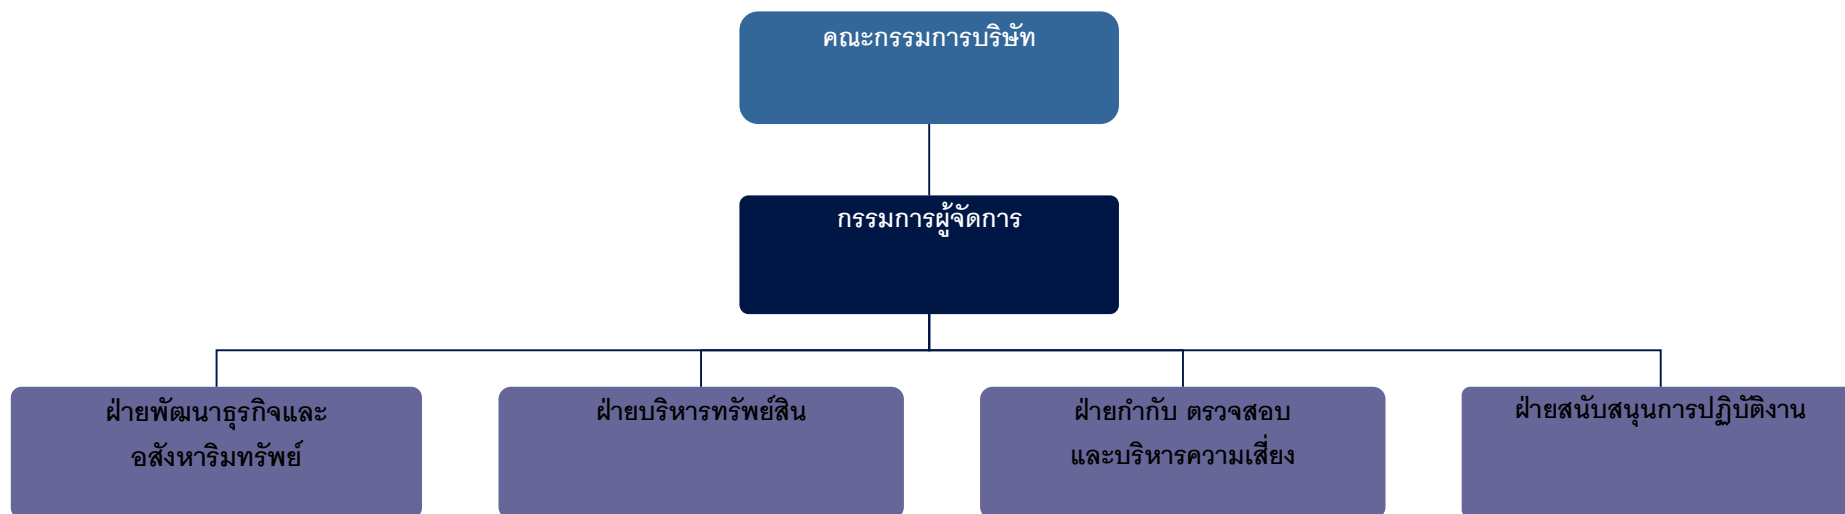 คณะกรรมการบริษัท
กรรมการผู้จัดการ
ฝ่ายพัฒนาธุรกิจและ
อสังหาริมทรัพย์
ฝ่ายบริหารทรัพย์สิน
ฝ่ายกำกับ ตรวจสอบ
และบริหารความเสี่ยง
ฝ่ายสนับสนุนการปฏิบัติงาน